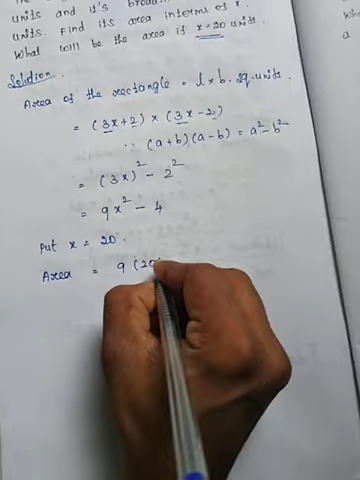 units and it's
units. Find its area interms of x.
What will be the area if x=20 units.
Solution.
Area of the rectangle = l×b. sq.units.
= (3x+2) × (3x-2)
∵ (a+b)(a-b) = a²-b²
= (3x)² - 2²
= 9x² - 4
Put x = 20.
Area = 9(20